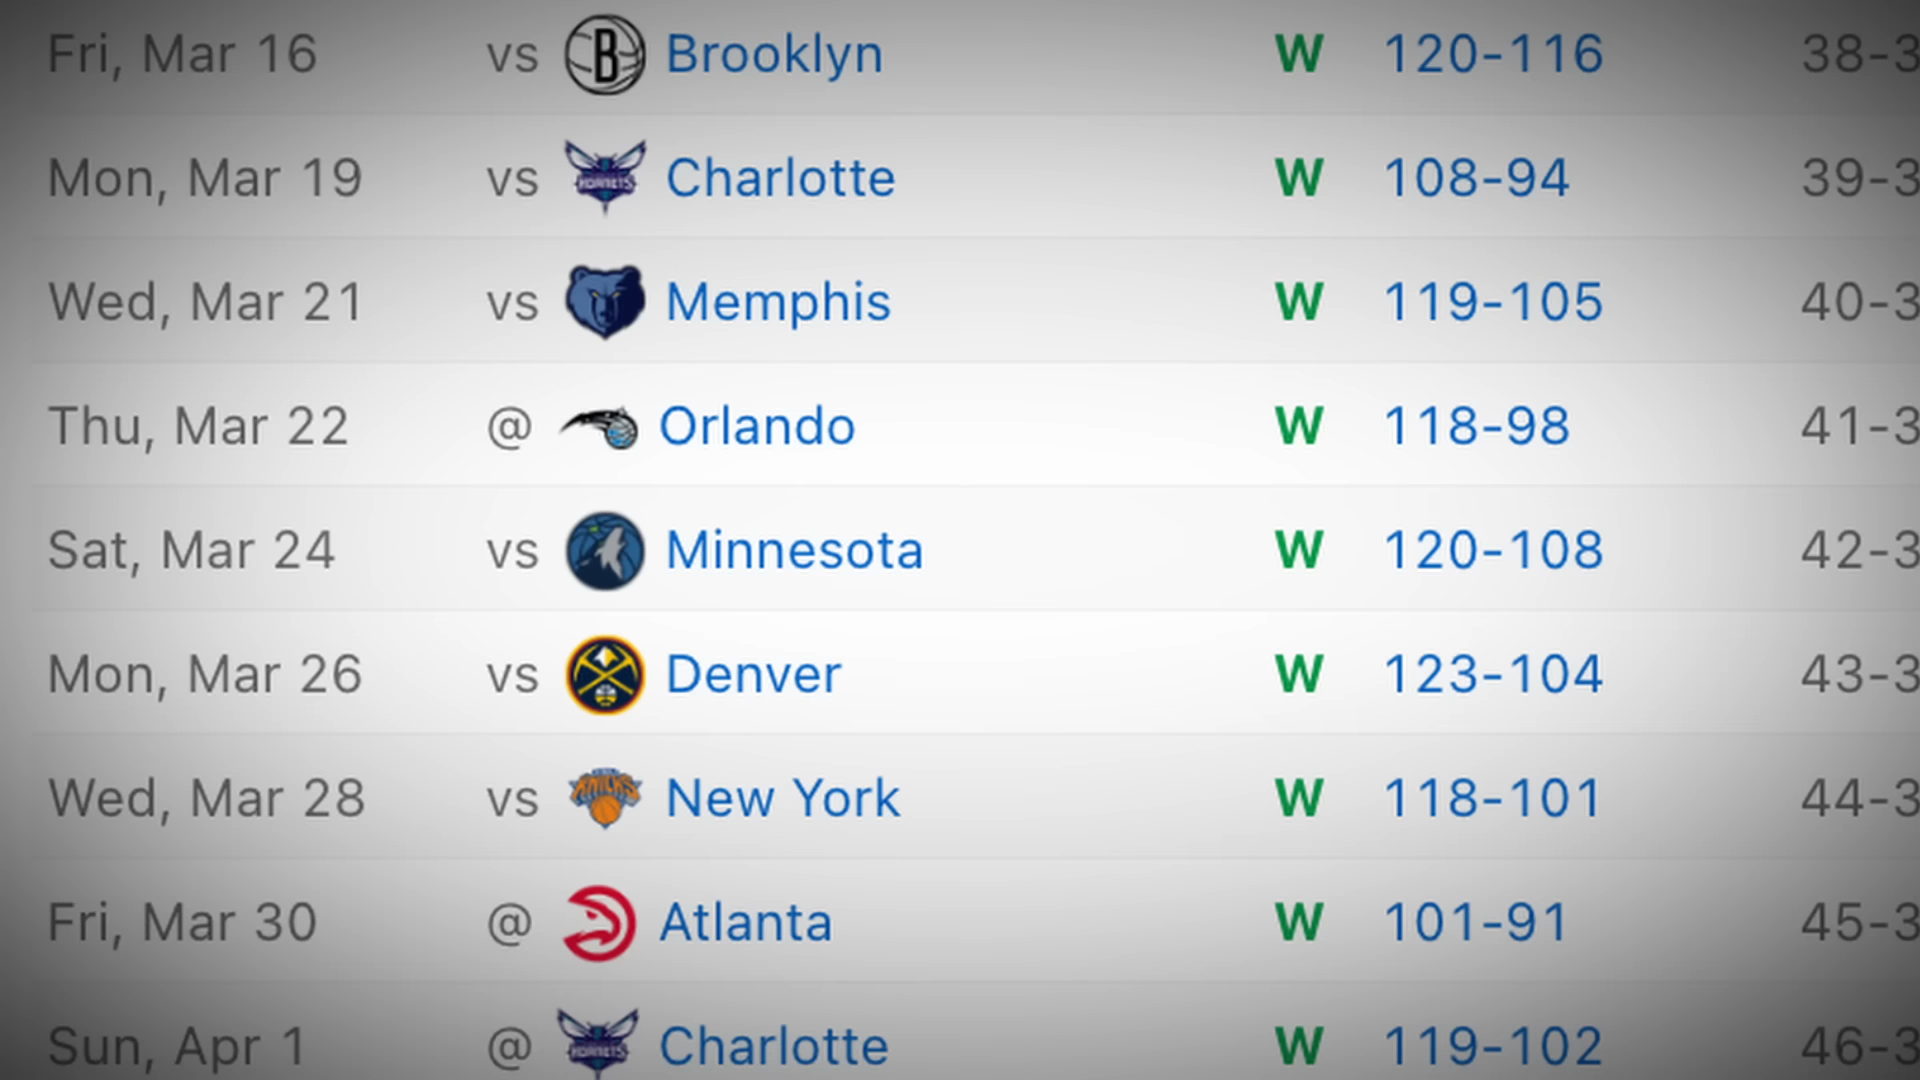 Fri, Mar 16 vs B Brooklyn W 120-116 38-3
Mon, Mar 19 vs HORNETS Charlotte W 108-94 39-3
Wed, Mar 21 vs Memphis W 119-105 40-3
Thu, Mar 22 @ Orlando W 118-98 41-3
Sat, Mar 24 vs Minnesota W 120-108 42-3
Mon, Mar 26 vs Denver W 123-104 43-3
Wed, Mar 28 vs KNICKS New York W 118-101 44-3
Fri, Mar 30 @ Atlanta W 101-91 45-3
Sun, Apr 1 @ HORNETS Charlotte W 119-102 46-3